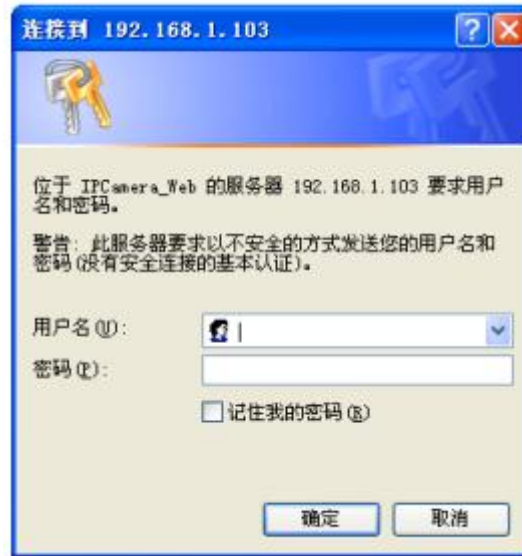 连接到 192.168.1.103
位于 IPCamera_Web 的服务器 192.168.1.103 要求用户
名和密码。
警告: 此服务器要求以不安全的方式发送您的用户名和
密码(没有安全连接的基本认证)。
用户名(U):
密码(P):
记住我的密码(R)
确定 取消